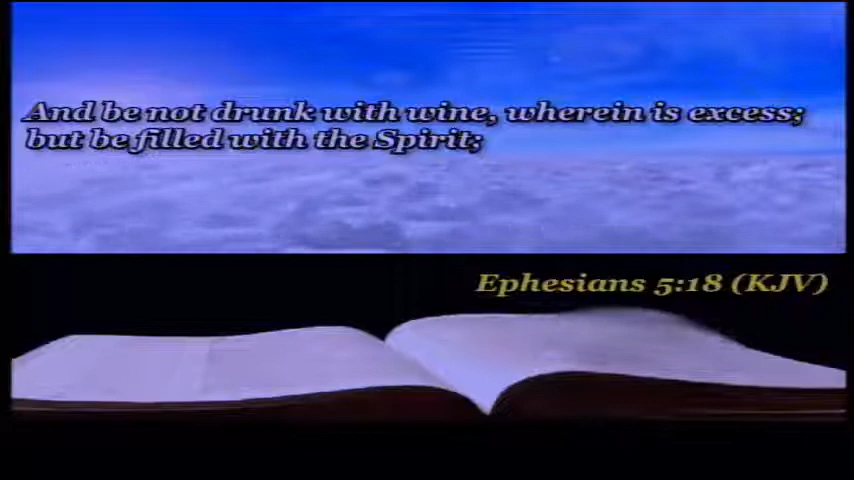 And be not drunk with wine, wherein is excess;
but be filled with the Spirit;
Ephesians 5:18 (KJV)